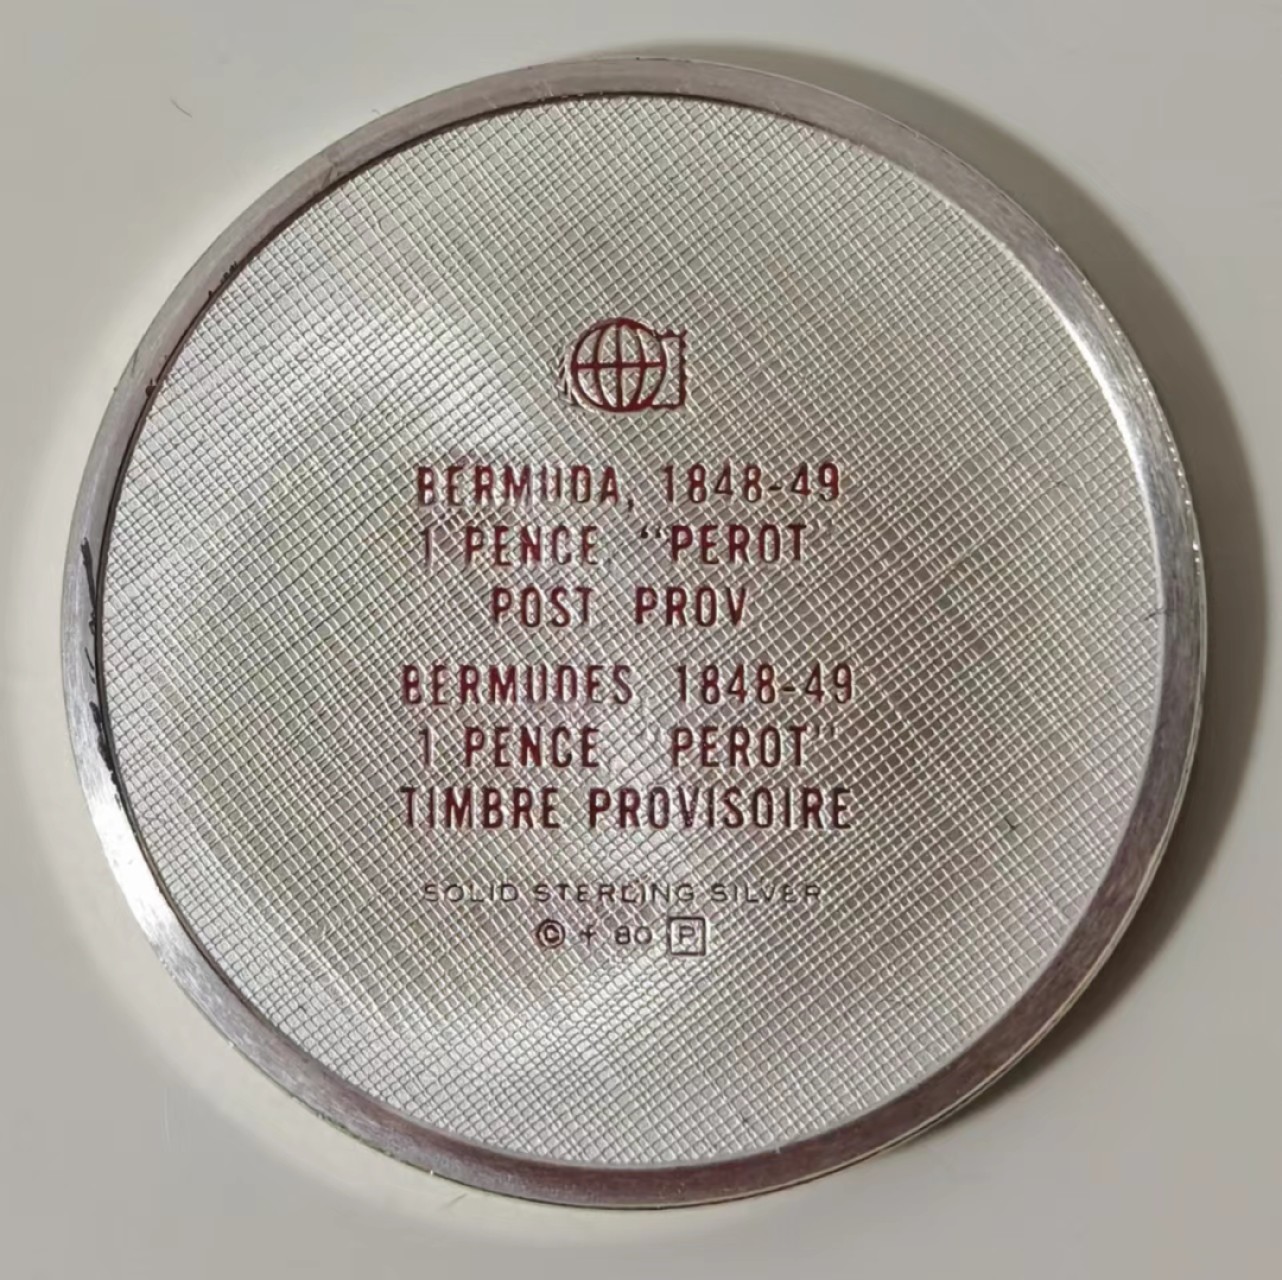 BERMUDA, 1848-49
1 PENCE, "PEROT"
POST PROV
BERMUDES 1848-49
1 PENCE "PEROT"
TIMBRE PROVISOIRE
SOLID STERLING SILVER
© + 80 P